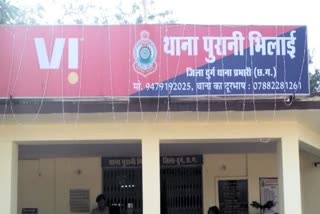 VI
थाना पुरानी भिलाई
जिला दुर्ग थाना प्रभारी (छ.ग.)
मो. 9479192025, थाना का दूरभाष : 07882281261
थाना पुरानी भि
जिला दुर्ग, छ.ग.